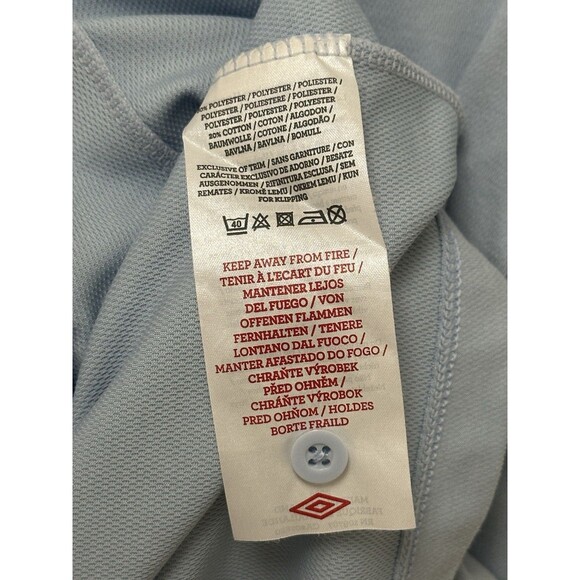 POLYESTER / POLYESTER / POLIESTER /
POLYESTER / POLIESTERE / POLIESTER /
POLYESTER / POLYESTER / POLYESTER
20% COTTON / COTON / ALGODON /
BAUMWOLLE / COTONE / ALGODÃO /
BAVLNA / BAVLNA / BOMULL
EXCLUSIVE OF TRIM / SANS GARNITURE / CON
CARÁCTER EXCLUSIVO DE ADORNO / BESATZ
AUSGENOMMEN / RIFINITURA ESCLUSA / SEM
REMATES / KROMĚ LEMU / OKREM LEMU / KUN
FOR KLIPPING
40
KEEP AWAY FROM FIRE /
TENIR À L'ECART DU FEU /
MANTENER LEJOS
DEL FUEGO / VON
OFFENEN FLAMMEN
FERNHALTEN / TENERE
LONTANO DAL FUOCO /
MANTER AFASTADO DO FOGO /
CHRAŇTE VÝROBEK
PŘED OHNĚM /
CHRÁŇTE VÝROBOK
PRED OHŇOM / HOLDES
BORTE FRAILD